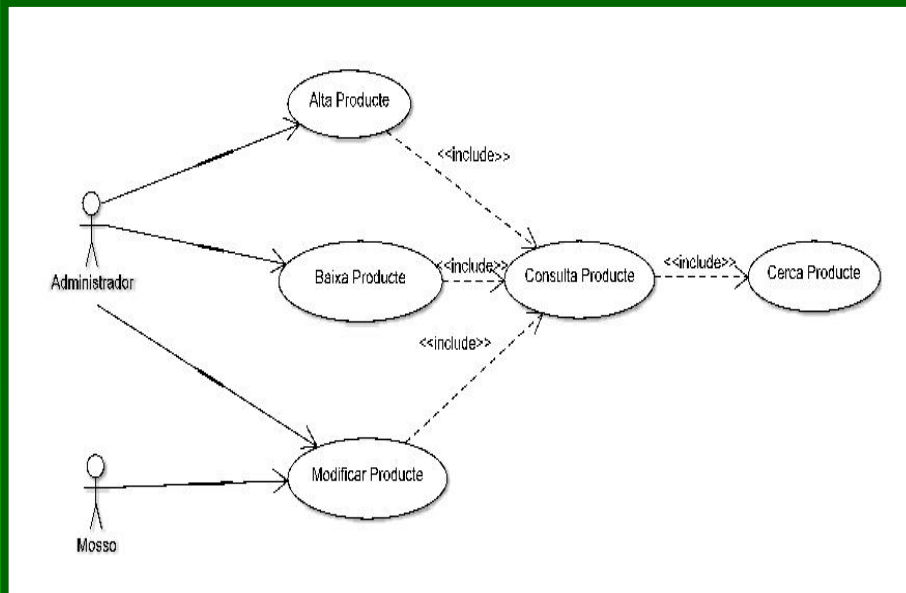 Alta Producte
<<include>>
Administrador
Baixa Producte
<<include>>
Consulta Producte
<<include>>
Cerca Producte
<<include>>
Modificar Producte
Mosso